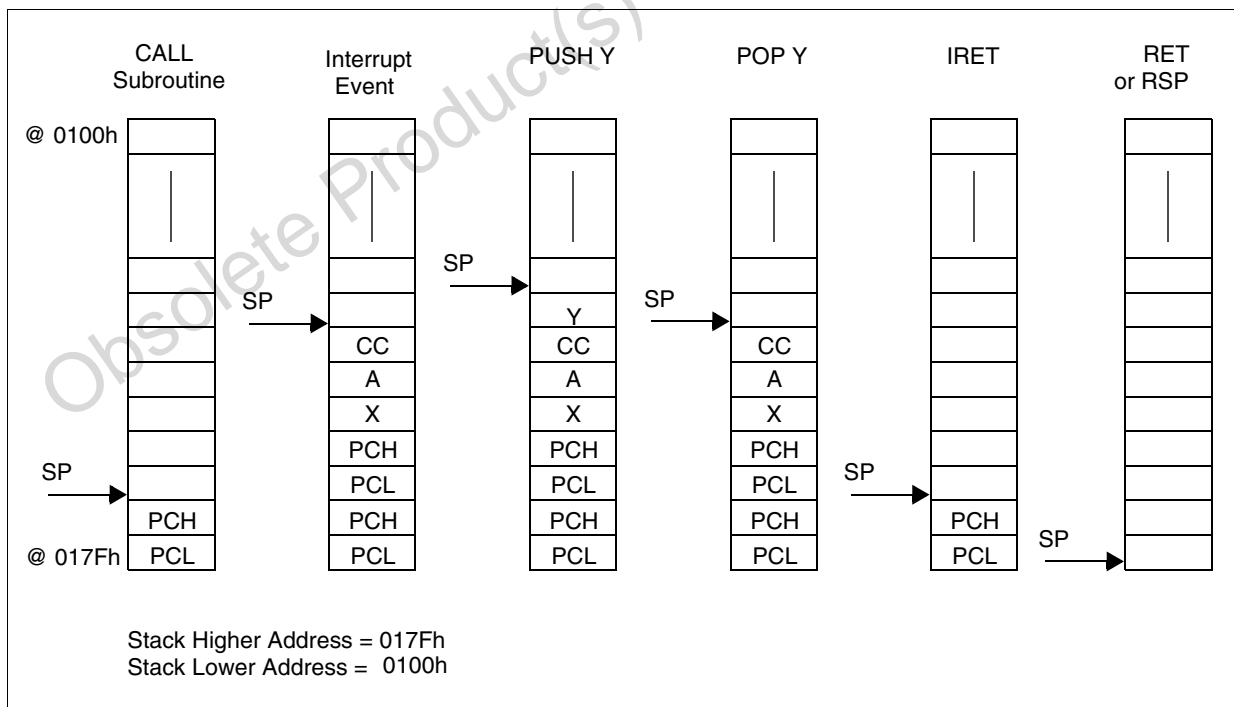 Obsolete Product(s)
CALL
Subroutine
Interrupt
Event
PUSH Y
POP Y
IRET
RET
or RSP
@ 0100h
SP
PCH
@ 017Fh PCL
SP
CC
A
X
PCH
PCL
PCH
PCL
SP
Y
CC
A
X
PCH
PCL
PCH
PCL
SP
CC
A
X
PCH
PCL
PCH
PCL
SP
PCH
PCL
SP
Stack Higher Address = 017Fh
Stack Lower Address = 0100h